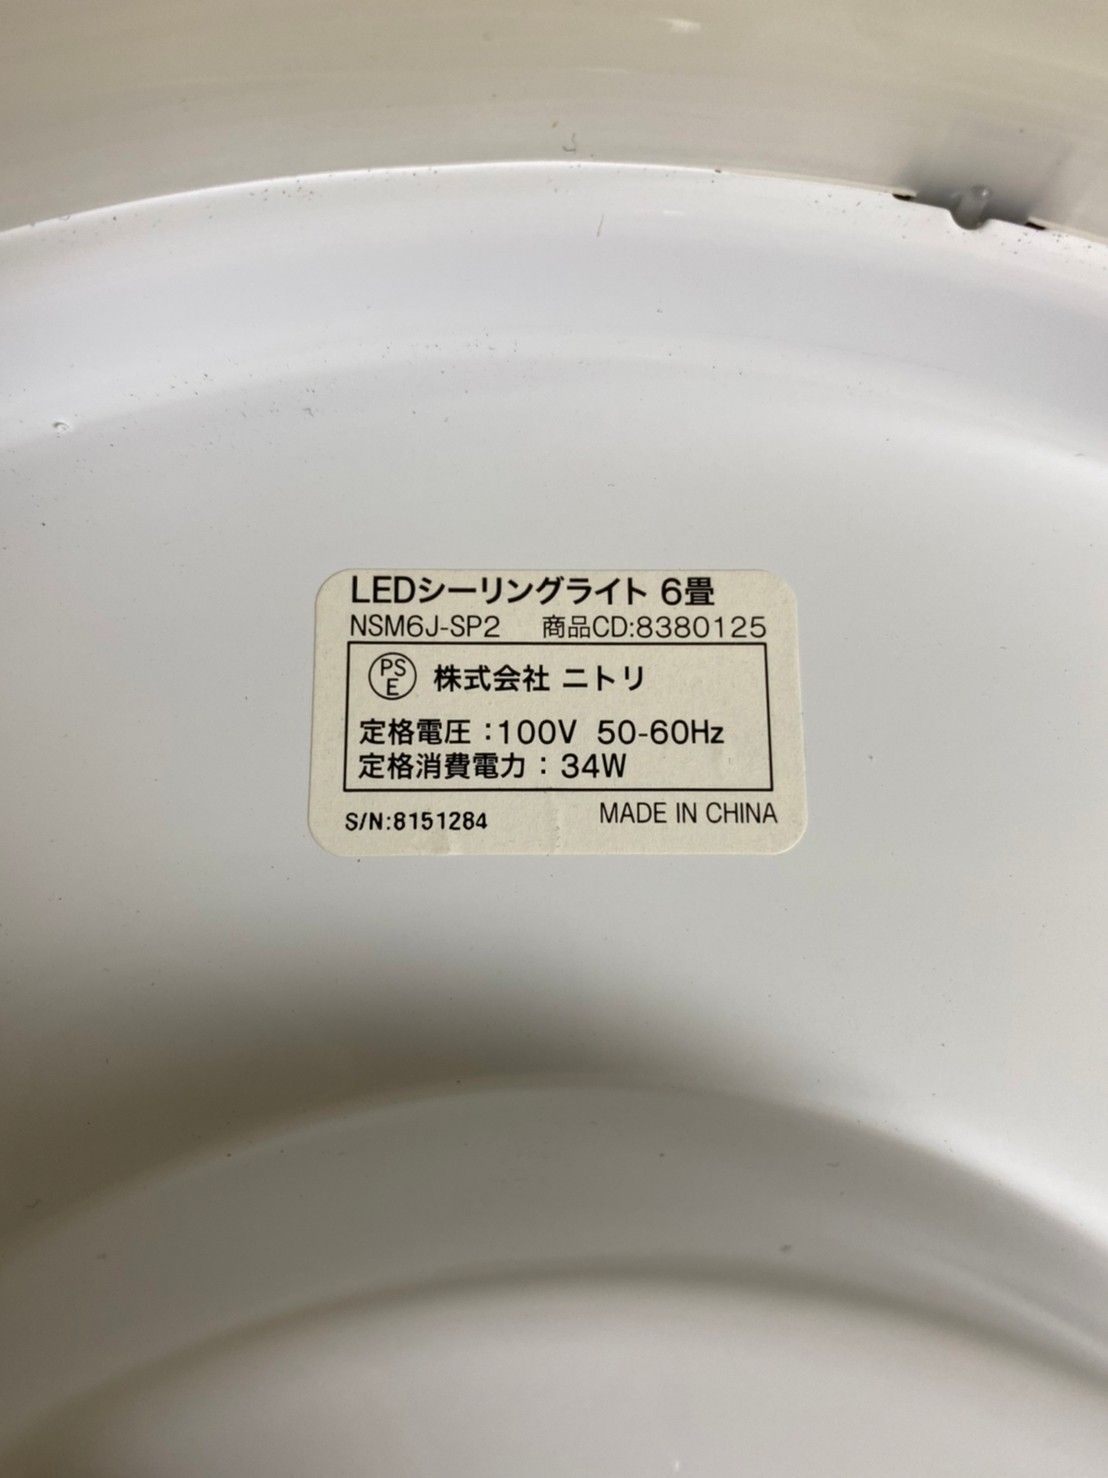 LEDシーリングライト 6畳
NSM6J-SP2 商品CD:8380125
PSE 株式会社 ニトリ
定格電圧：100V 50-60Hz
定格消費電力：34W
S/N:8151284 MADE IN CHINA